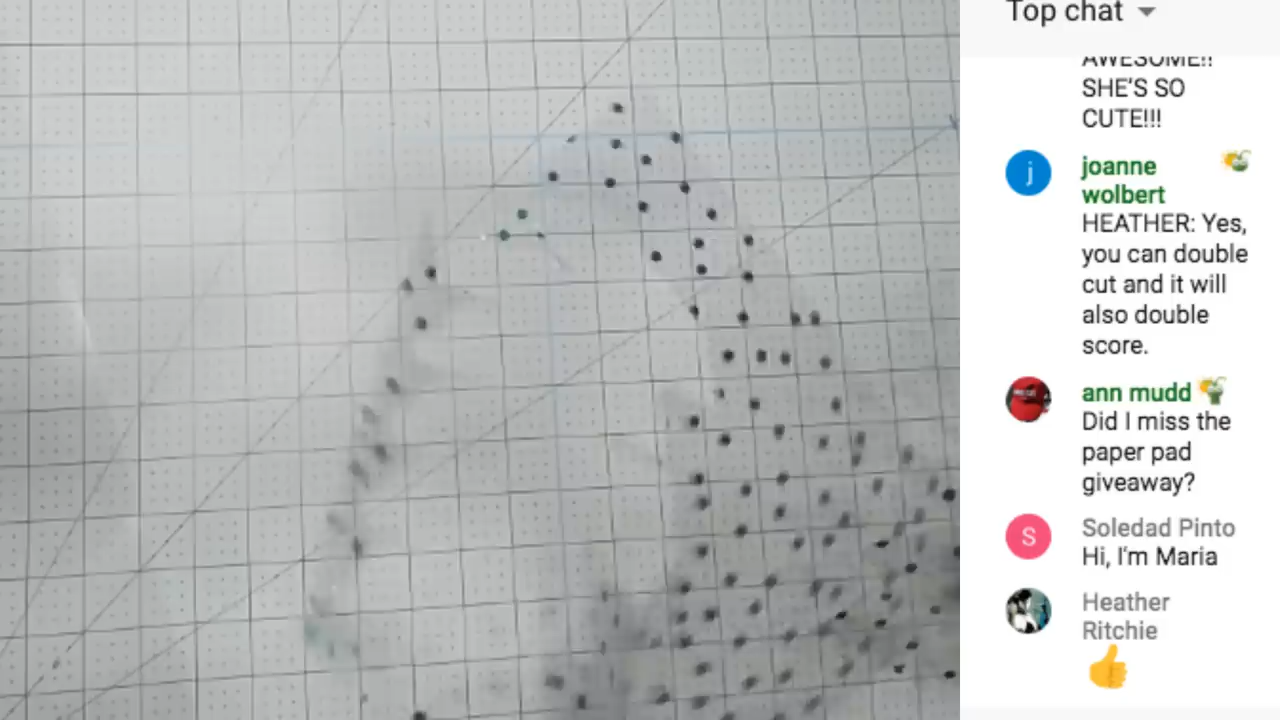 Top chat
AWESOME!!
SHE'S SO
CUTE!!!
j
joanne
wolbert
HEATHER: Yes,
you can double
cut and it will
also double
score.
ann mudd
Did I miss the
paper pad
giveaway?
S
Soledad Pinto
Hi, I'm Maria
Heather
Ritchie